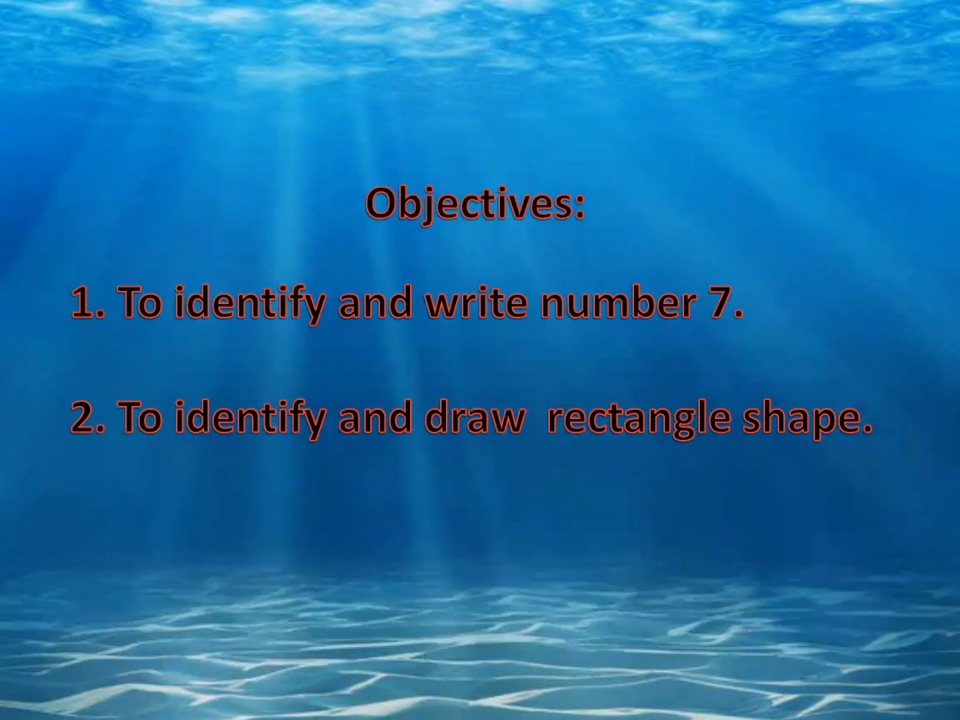 Objectives:
1. To identify and write number 7.
2. To identify and draw  rectangle shape.